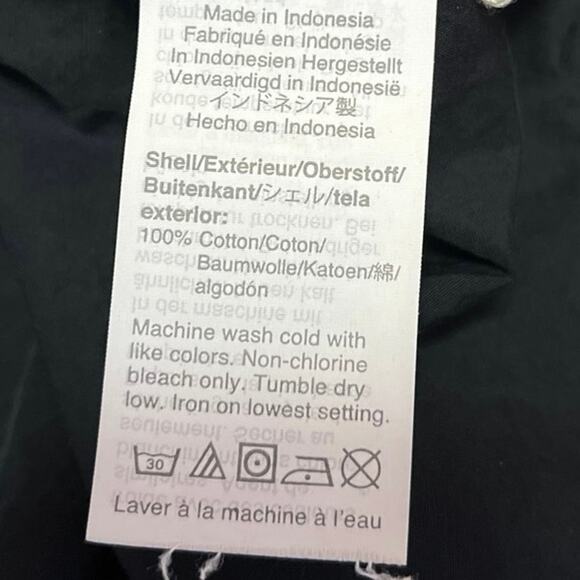 Made in Indonesia
Fabriqué en Indonésie
In Indonesien Hergestellt
Vervaardigd in Indonesië
インドネシア製
Hecho en Indonesia
Shell/Extérieur/Oberstoff/
Buitenkant/シェル/tela
exterior:
100% Cotton/Coton/
Baumwolle/Katoen/綿/
algodón
Machine wash cold with
like colors. Non-chlorine
bleach only. Tumble dry
low. Iron on lowest setting.
30
Laver à la machine à l'eau